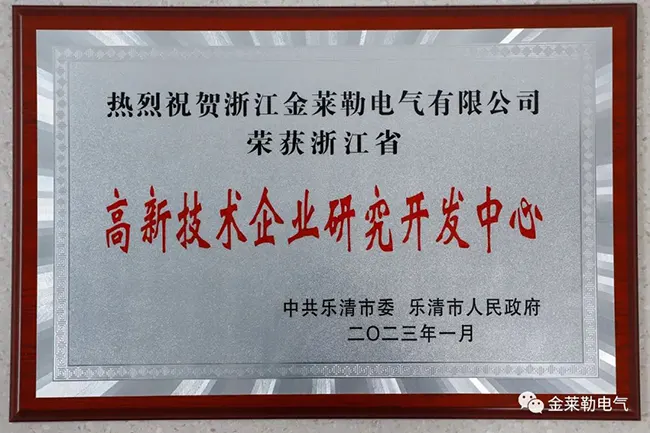 热烈祝贺浙江金莱勒电气有限公司
荣获浙江省
高新技术企业研究开发中心
中共乐清市委 乐清市人民政府
二〇二三年一月
金莱勒电气